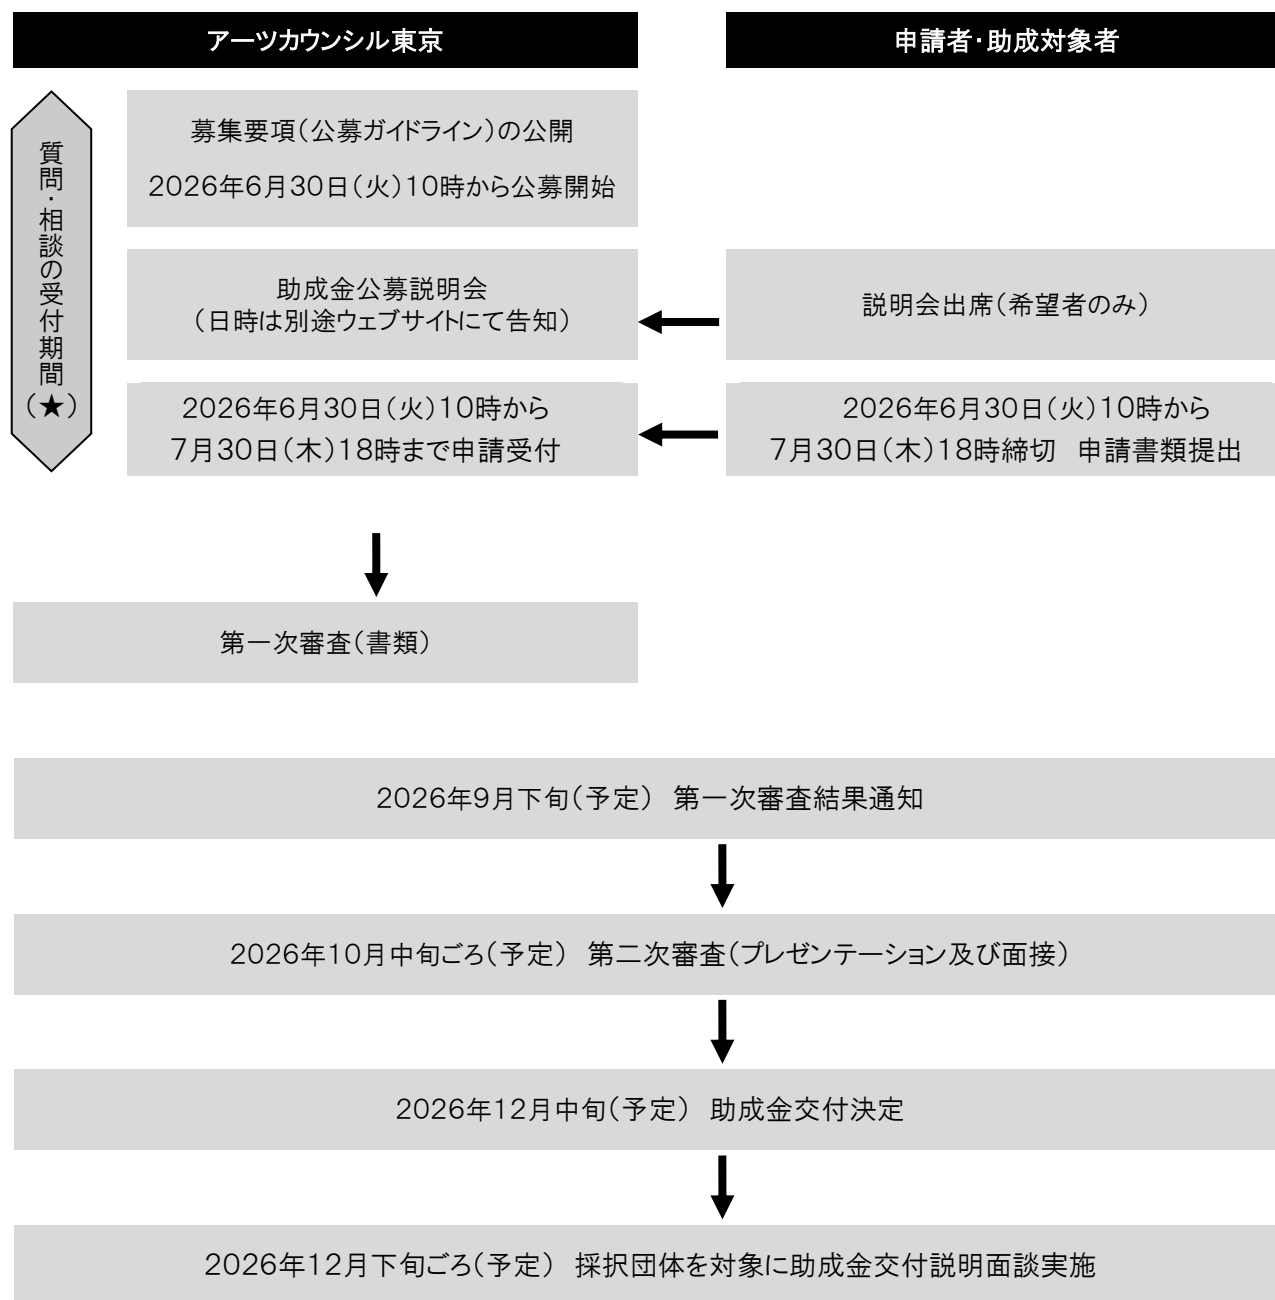 アーツカウンシル東京
申請者・助成対象者
質問・相談の受付期間(★)
募集要項(公募ガイドライン)の公開
2026年6月30日(火)10時から公募開始
助成金公募説明会
(日時は別途ウェブサイトにて告知)
説明会出席(希望者のみ)
2026年6月30日(火)10時から
7月30日(木)18時まで申請受付
2026年6月30日(火)10時から
7月30日(木)18時締切 申請書類提出
第一次審査(書類)
2026年9月下旬(予定) 第一次審査結果通知
2026年10月中旬ごろ(予定) 第二次審査(プレゼンテーション及び面接)
2026年12月中旬(予定) 助成金交付決定
2026年12月下旬ごろ(予定) 採択団体を対象に助成金交付説明面談実施